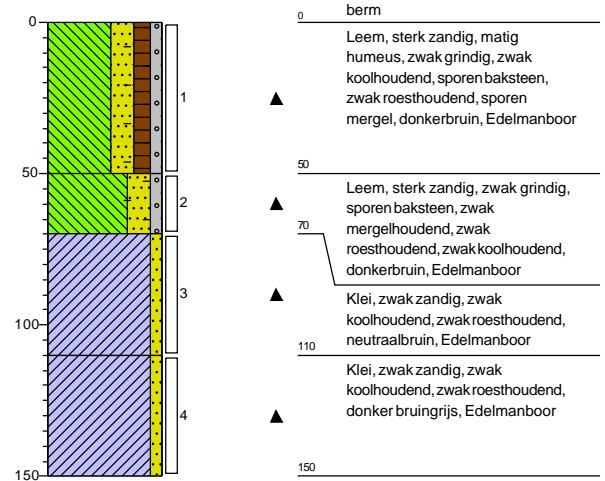 0
50
100
150
1
2
3
4
0
berm
Leem, sterk zandig, matig
humeus, zwak grindig, zwak
koolhoudend, sporen baksteen,
zwak roesthoudend, sporen
mergel, donkerbruin, Edelmanboor
50
Leem, sterk zandig, zwak grindig,
sporen baksteen, zwak
mergelhoudend, zwak
roesthoudend, zwak koolhoudend,
donkerbruin, Edelmanboor
70
Klei, zwak zandig, zwak
koolhoudend, zwak roesthoudend,
neutraalbruin, Edelmanboor
110
Klei, zwak zandig, zwak
koolhoudend, zwak roesthoudend,
donker bruingrijs, Edelmanboor
150